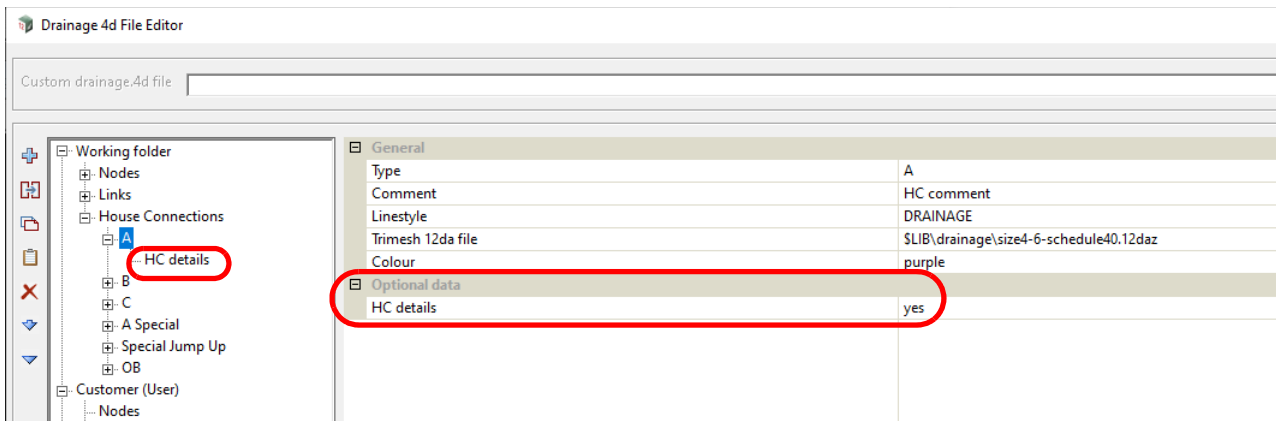 Drainage 4d File Editor
Custom drainage.4d file
Working folder
Nodes
Links
House Connections
A
HC details
B
C
A Special
Special Jump Up
OB
Customer (User)
Nodes
General
Type A
Comment HC comment
Linestyle DRAINAGE
Trimesh 12da file $LIB\drainage\size4-6-schedule40.12daz
Colour purple
Optional data
HC details yes